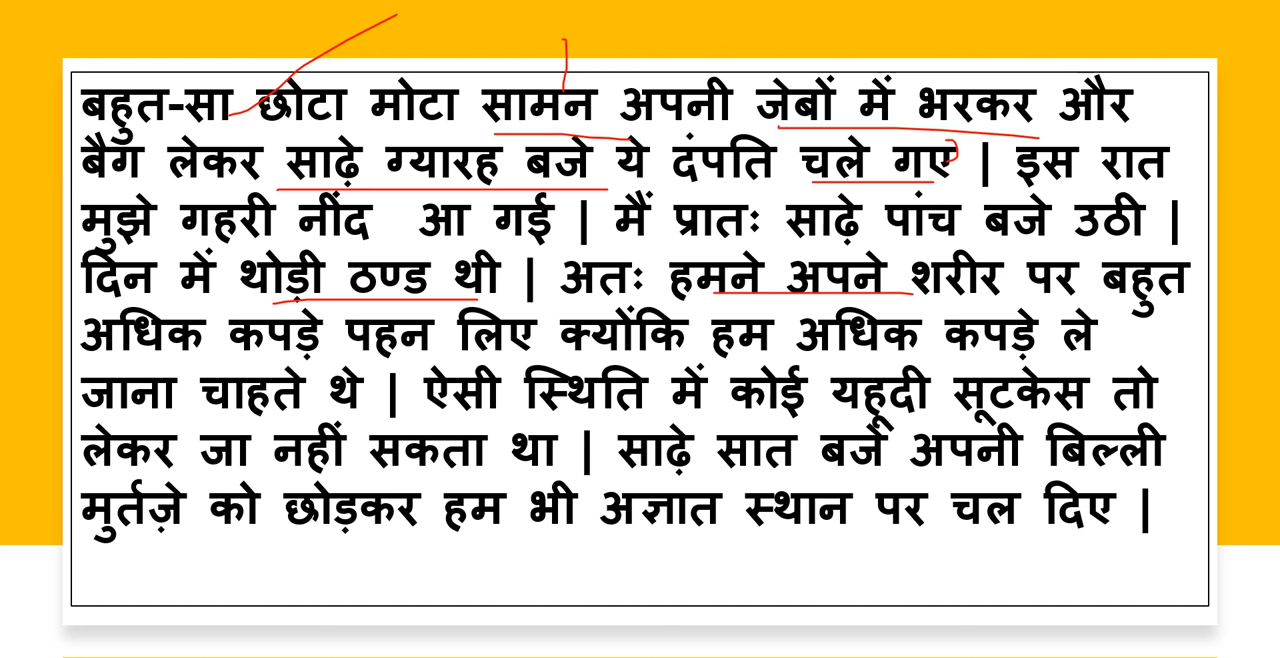 बहुत-सा छोटा मोटा सामन अपनी जेबों में भरकर और
बैग लेकर साढ़े ग्यारह बजे ये दंपति चले गए | इस रात
मुझे गहरी नींद आ गई | मैं प्रातः साढ़े पांच बजे उठी |
दिन में थोड़ी ठण्ड थी | अतः हमने अपने शरीर पर बहुत
अधिक कपड़े पहन लिए क्योंकि हम अधिक कपड़े ले
जाना चाहते थे | ऐसी स्थिति में कोई यहूदी सूटकेस तो
लेकर जा नहीं सकता था | साढ़े सात बजे अपनी बिल्ली
मुर्तज़े को छोड़कर हम भी अज्ञात स्थान पर चल दिए |